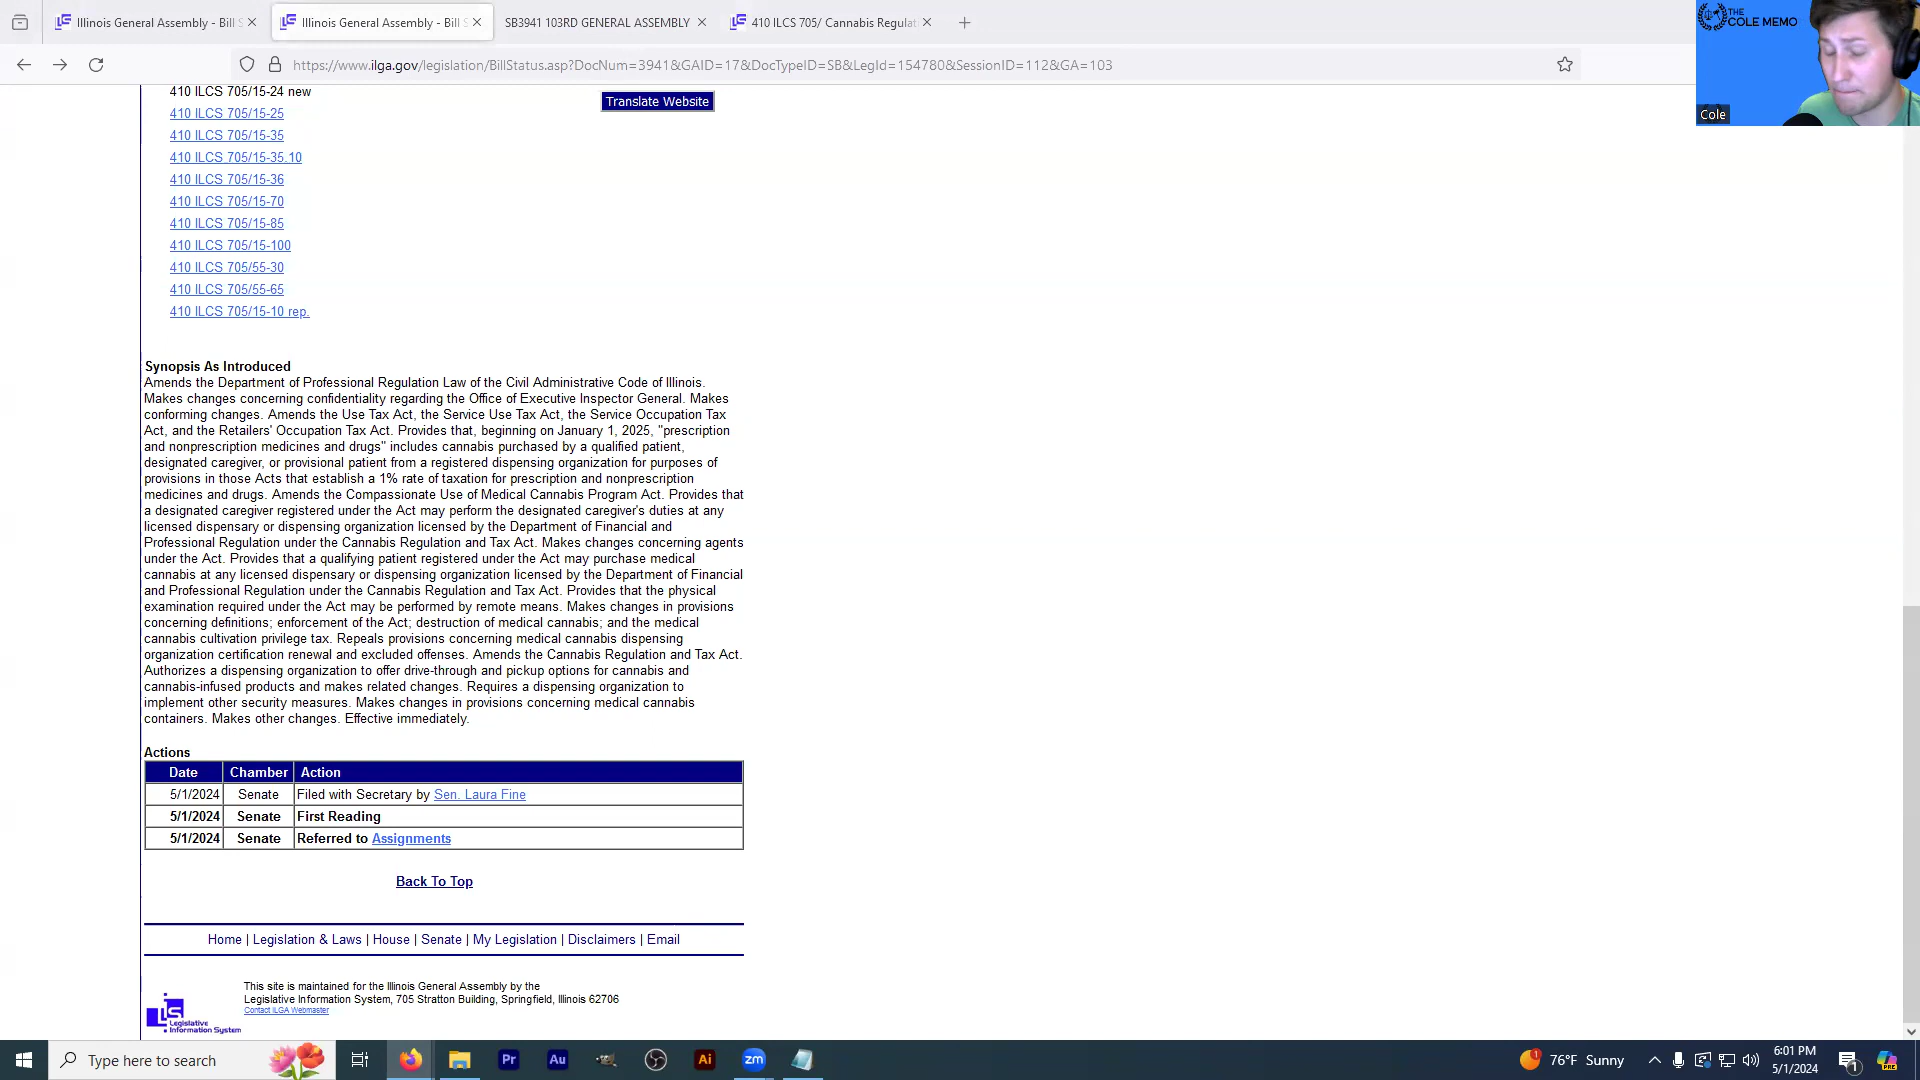 Illinois General Assembly - Bill S
Illinois General Assembly - Bill S
SB3941 103RD GENERAL ASSEMBLY
410 ILCS 705/ Cannabis Regulat
https://www.ilga.gov/legislation/BillStatus.asp?DocNum=3941&GAID=17&DocTypeID=SB&LegId=154780&SessionID=112&GA=103
THE
COLE MEMO
Cole
410 ILCS 705/15-24 new
Translate Website
410 ILCS 705/15-25
410 ILCS 705/15-35
410 ILCS 705/15-35.10
410 ILCS 705/15-36
410 ILCS 705/15-70
410 ILCS 705/15-85
410 ILCS 705/15-100
410 ILCS 705/55-30
410 ILCS 705/55-65
410 ILCS 705/15-10 rep.
Synopsis As Introduced
Amends the Department of Professional Regulation Law of the Civil Administrative Code of Illinois.
Makes changes concerning confidentiality regarding the Office of Executive Inspector General. Makes
conforming changes. Amends the Use Tax Act, the Service Use Tax Act, the Service Occupation Tax
Act, and the Retailers' Occupation Tax Act. Provides that, beginning on January 1, 2025, "prescription
and nonprescription medicines and drugs" includes cannabis purchased by a qualified patient,
designated caregiver, or provisional patient from a registered dispensing organization for purposes of
provisions in those Acts that establish a 1% rate of taxation for prescription and nonprescription
medicines and drugs. Amends the Compassionate Use of Medical Cannabis Program Act. Provides that
a designated caregiver registered under the Act may perform the designated caregiver's duties at any
licensed dispensary or dispensing organization licensed by the Department of Financial and
Professional Regulation under the Cannabis Regulation and Tax Act. Makes changes concerning agents
under the Act. Provides that a qualifying patient registered under the Act may purchase medical
cannabis at any licensed dispensary or dispensing organization licensed by the Department of Financial
and Professional Regulation under the Cannabis Regulation and Tax Act. Provides that the physical
examination required under the Act may be performed by remote means. Makes changes in provisions
concerning definitions; enforcement of the Act; destruction of medical cannabis; and the medical
cannabis cultivation privilege tax. Repeals provisions concerning medical cannabis dispensing
organization certification renewal and excluded offenses. Amends the Cannabis Regulation and Tax Act.
Authorizes a dispensing organization to offer drive-through and pickup options for cannabis and
cannabis-infused products and makes related changes. Requires a dispensing organization to
implement other security measures. Makes changes in provisions concerning medical cannabis
containers. Makes other changes. Effective immediately.
Actions
Date Chamber Action
5/1/2024 Senate Filed with Secretary by Sen. Laura Fine
5/1/2024 Senate First Reading
5/1/2024 Senate Referred to Assignments
Back To Top
Home | Legislation & Laws | House | Senate | My Legislation | Disclaimers | Email
This site is maintained for the Illinois General Assembly by the
Legislative Information System, 705 Stratton Building, Springfield, Illinois 62706
Contact ILGA Webmaster
LIS
Legislative
Information System
Type here to search
Pr
Au
Ai
zm
1
76°F Sunny
6:01 PM
5/1/2024
1
PRE